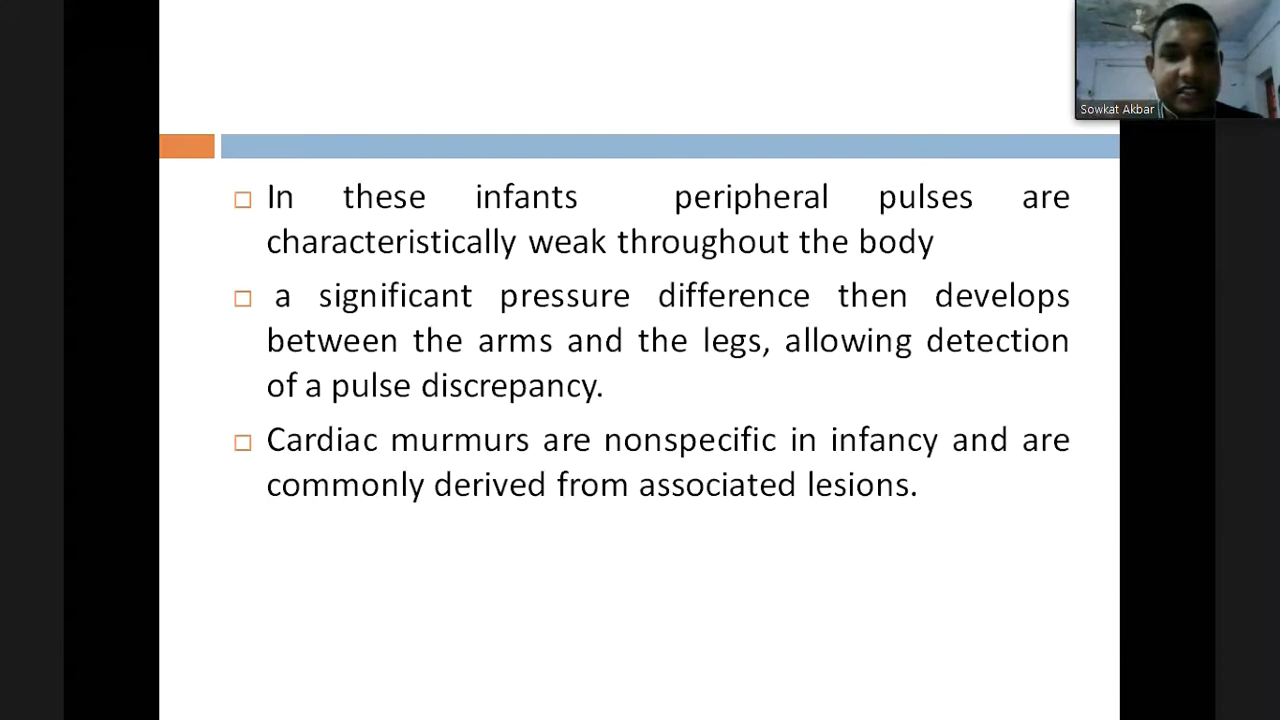 Sowkat Akbar
In these infants peripheral pulses are
characteristically weak throughout the body
a significant pressure difference then develops
between the arms and the legs, allowing detection
of a pulse discrepancy.
Cardiac murmurs are nonspecific in infancy and are
commonly derived from associated lesions.